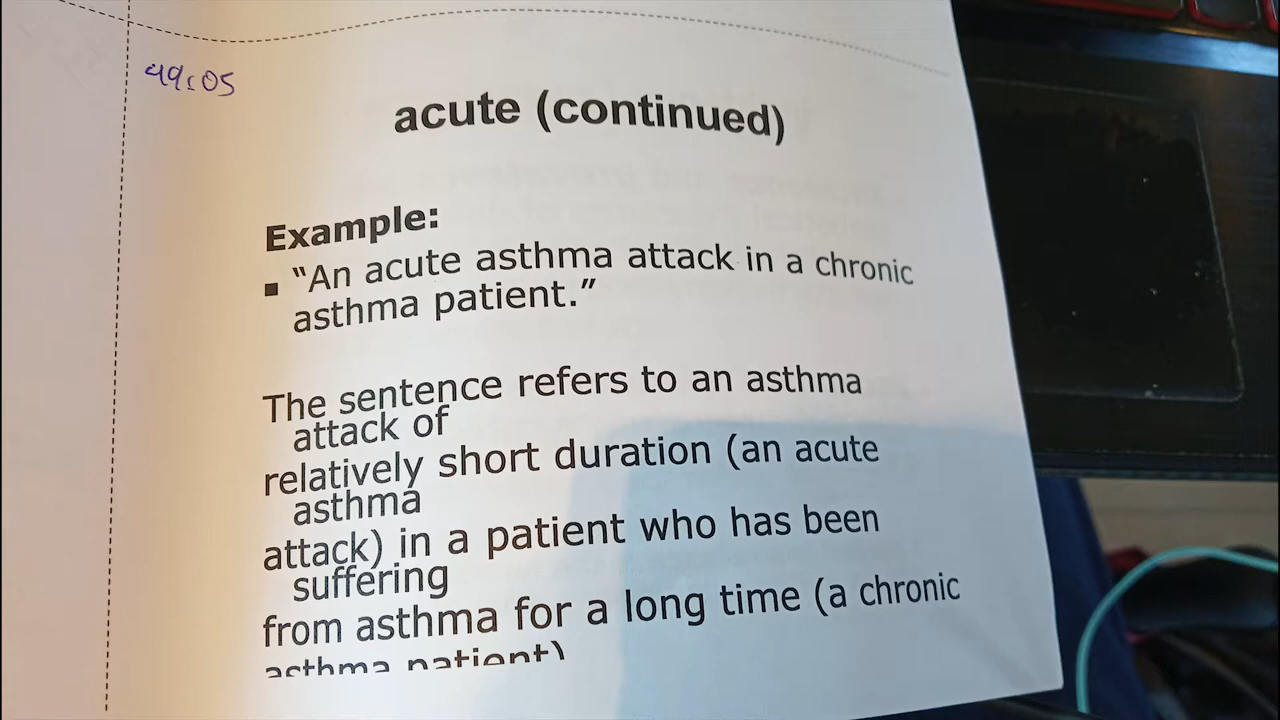 49:05
acute (continued)
Example:
▪ “An acute asthma attack in a chronic
asthma patient.”
The sentence refers to an asthma
attack of
relatively short duration (an acute
asthma
attack) in a patient who has been
suffering
from asthma for a long time (a chronic
asthma patient)